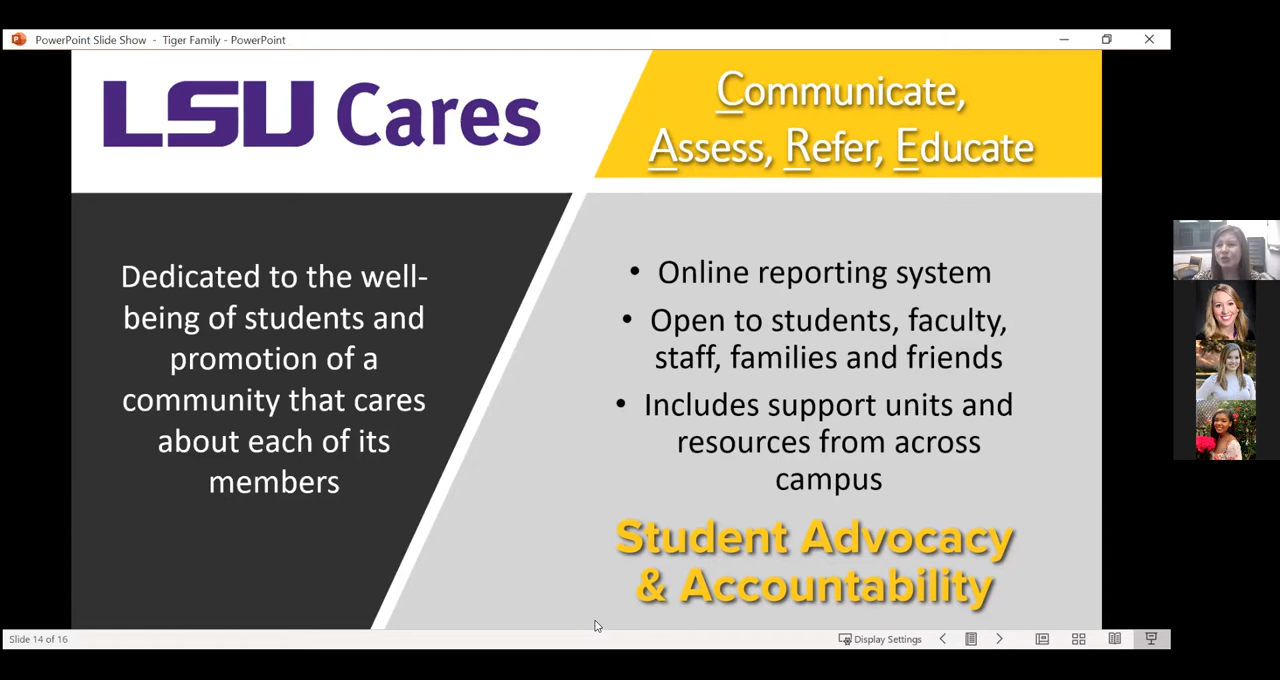 PowerPoint Slide Show - Tiger Family - PowerPoint
LSU Cares
Communicate,
Assess, Refer, Educate
Dedicated to the well-
being of students and
promotion of a
community that cares
about each of its
members
• Online reporting system
• Open to students, faculty,
staff, families and friends
• Includes support units and
resources from across
campus
Student Advocacy
& Accountability
Slide 14 of 16
Display Settings